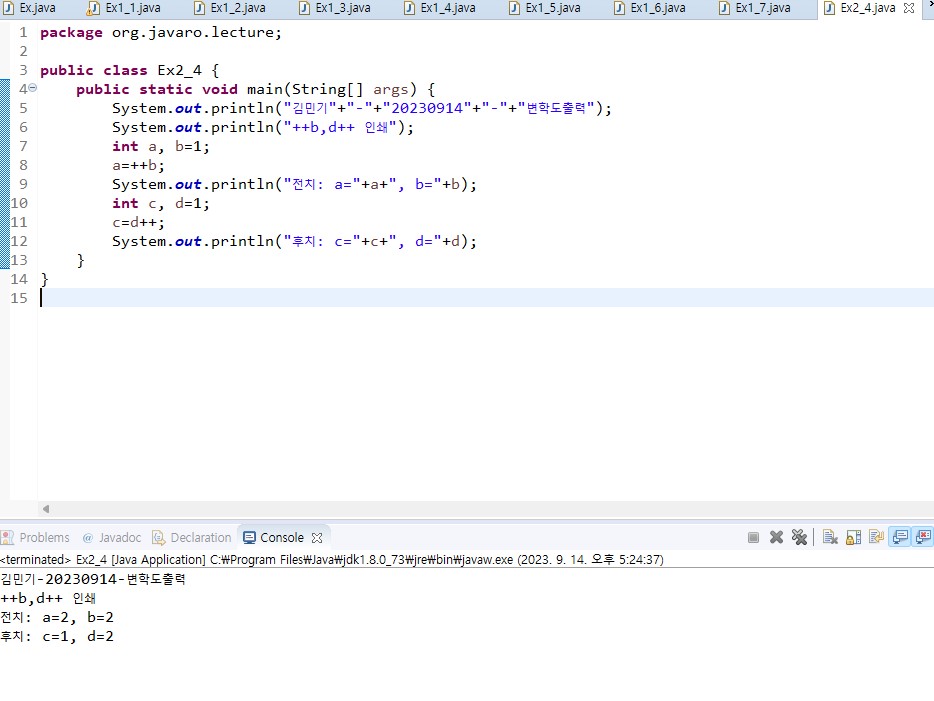 Ex.java Ex1_1.java Ex1_2.java Ex1_3.java Ex1_4.java Ex1_5.java Ex1_6.java Ex1_7.java Ex2_4.java
1 package org.javaro.lecture;
2
3 public class Ex2_4 {
4 public static void main(String[] args) {
5 System.out.println("김민기"+"-"+"20230914"+"-"+"변학도출력");
6 System.out.println("++b,d++ 인쇄");
7 int a, b=1;
8 a=++b;
9 System.out.println("전치: a="+a+", b="+b);
10 int c, d=1;
11 c=d++;
12 System.out.println("후치: c="+c+", d="+d);
13 }
14 }
15
Problems @ Javadoc Declaration Console
<terminated> Ex2_4 [Java Application] C:₩Program Files₩Java₩jdk1.8.0_73₩jre₩bin₩javaw.exe (2023. 9. 14. 오후 5:24:37)
김민기-20230914-변학도출력
++b,d++ 인쇄
전치: a=2, b=2
후치: c=1, d=2